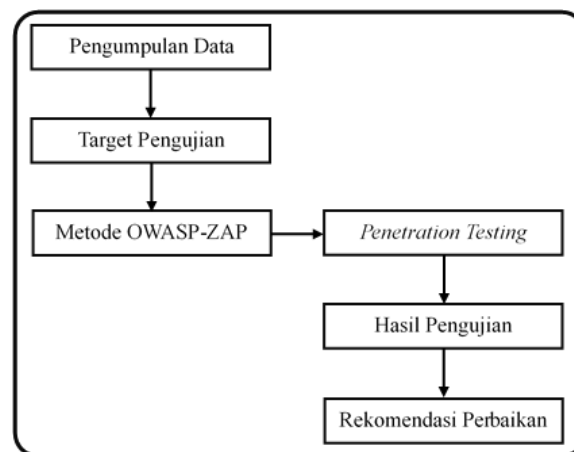 Pengumpulan Data
Target Pengujian
Metode OWASP-ZAP
Penetration Testing
Hasil Pengujian
Rekomendasi Perbaikan